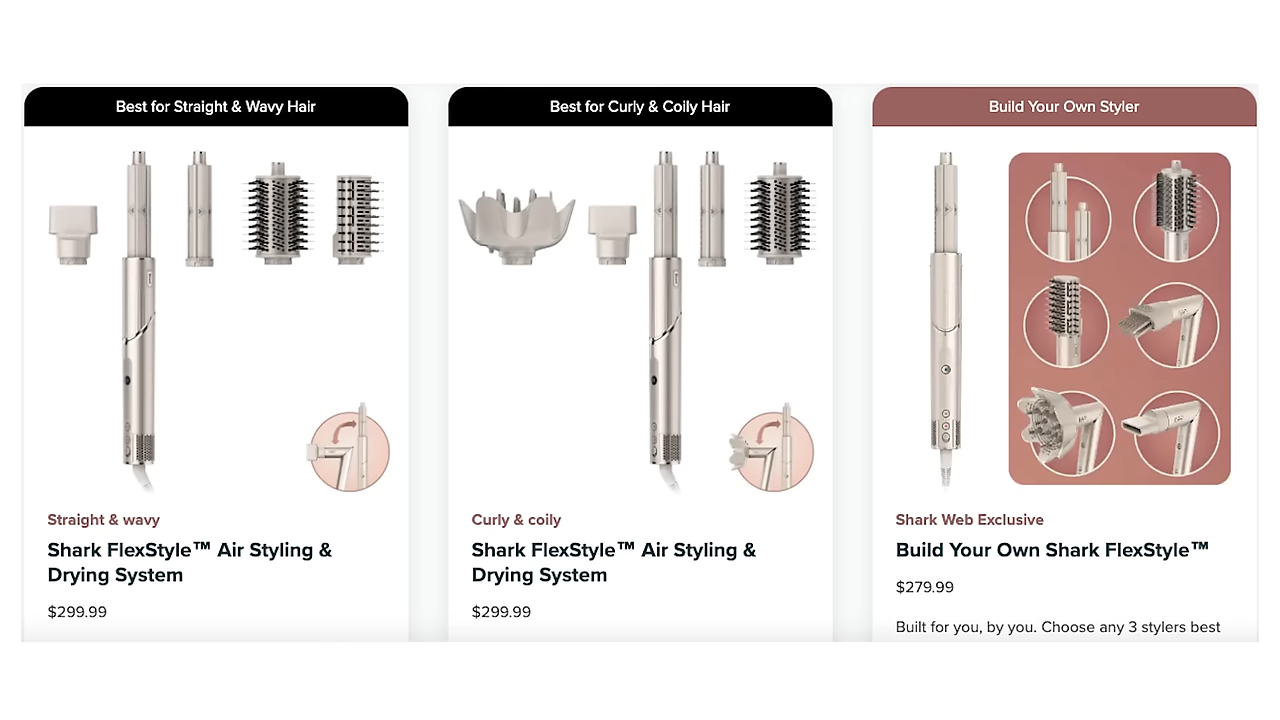 Best for Straight & Wavy Hair
Straight & wavy
Shark FlexStyle™ Air Styling &
Drying System
$299.99
Best for Curly & Coily Hair
Curly & coily
Shark FlexStyle™ Air Styling &
Drying System
$299.99
Build Your Own Styler
Shark Web Exclusive
Build Your Own Shark FlexStyle™
$279.99
Built for you, by you. Choose any 3 stylers best